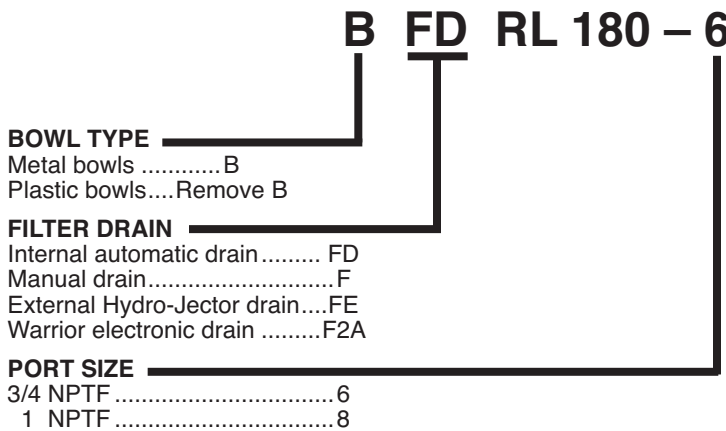 B FD RL 180 – 6
BOWL TYPE
Metal bowls ............B
Plastic bowls....Remove B
FILTER DRAIN
Internal automatic drain......... FD
Manual drain............................F
External Hydro-Jector drain....FE
Warrior electronic drain .........F2A
PORT SIZE
3/4 NPTF .................................6
1 NPTF .................................8